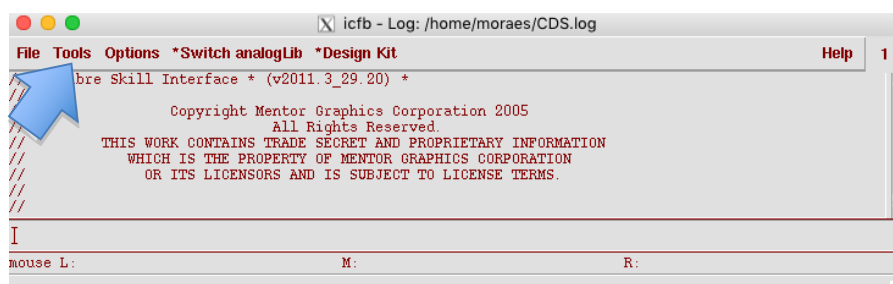 icfb - Log: /home/moraes/CDS.log
File Tools Options *Switch analogLib *Design Kit Help 1
// bre Skill Interface * (v2011.3_29.20) *
//
// Copyright Mentor Graphics Corporation 2005
// All Rights Reserved.
// THIS WORK CONTAINS TRADE SECRET AND PROPRIETARY INFORMATION
// WHICH IS THE PROPERTY OF MENTOR GRAPHICS CORPORATION
// OR ITS LICENSORS AND IS SUBJECT TO LICENSE TERMS.
//
//
mouse L: M: R: